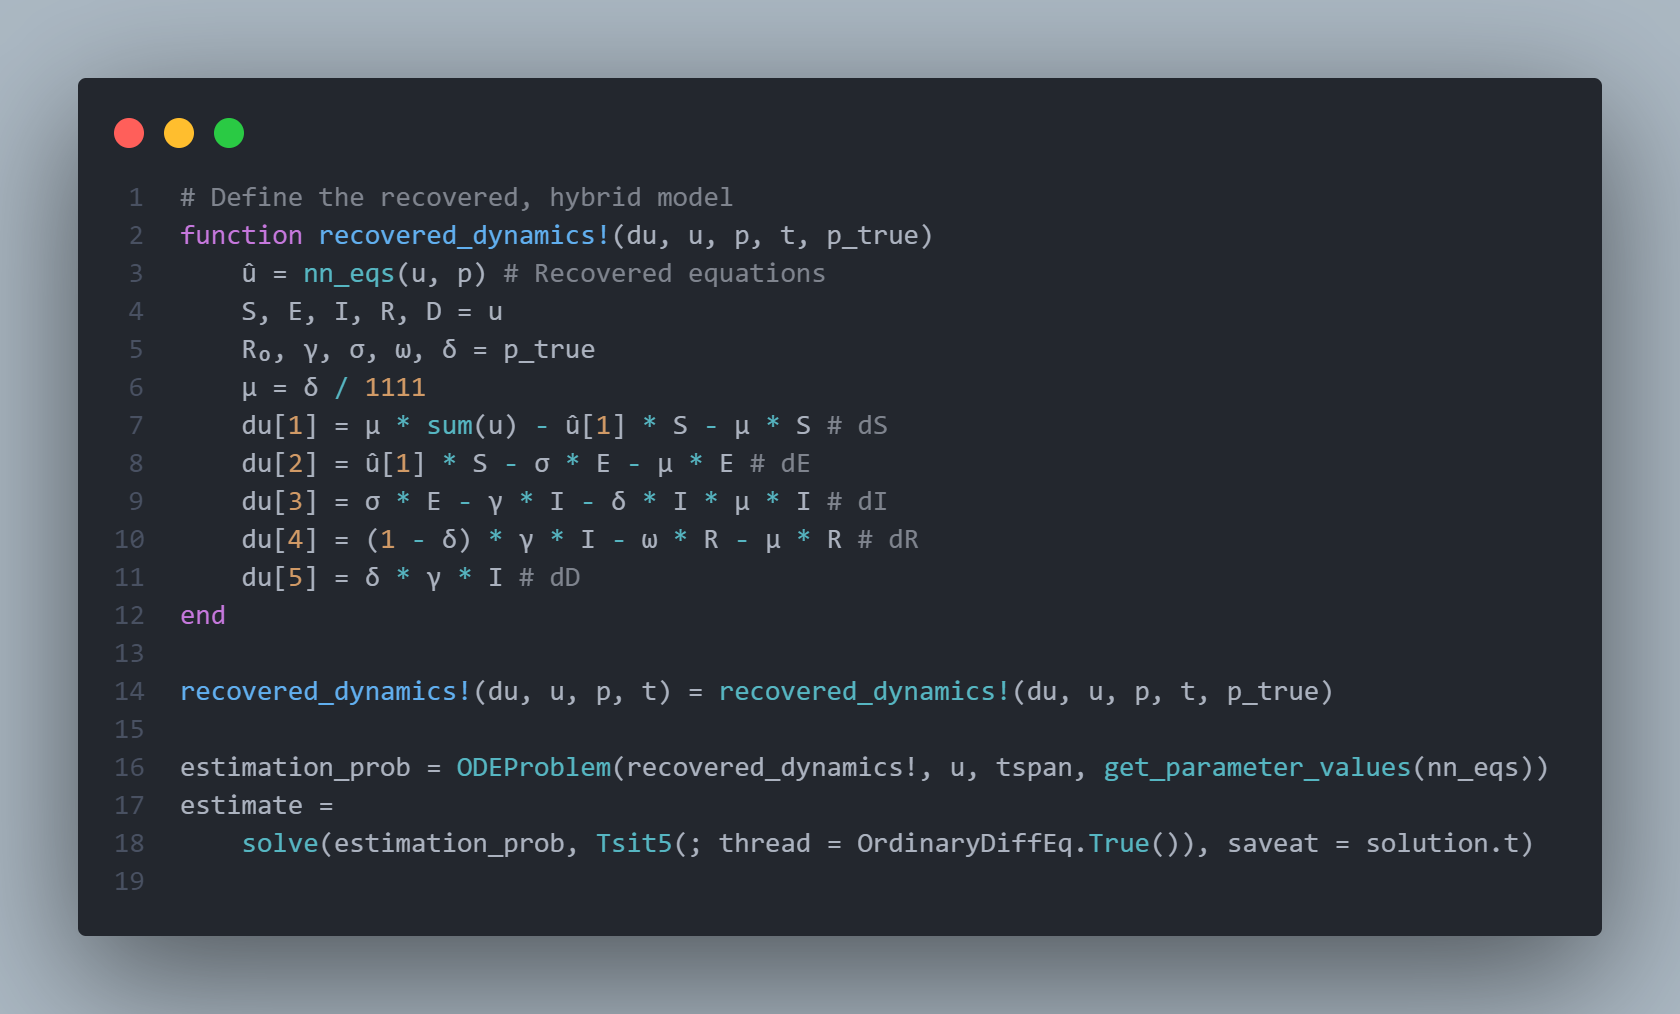 1 # Define the recovered, hybrid model
2 function recovered_dynamics!(du, u, p, t, p_true)
3     û = nn_eqs(u, p) # Recovered equations
4     S, E, I, R, D = u
5     R₀, γ, σ, ω, δ = p_true
6     μ = δ / 1111
7     du[1] = μ * sum(u) - û[1] * S - μ * S # dS
8     du[2] = û[1] * S - σ * E - μ * E # dE
9     du[3] = σ * E - γ * I - δ * I * μ * I # dI
10     du[4] = (1 - δ) * γ * I - ω * R - μ * R # dR
11     du[5] = δ * γ * I # dD
12 end
13
14 recovered_dynamics!(du, u, p, t) = recovered_dynamics!(du, u, p, t, p_true)
15
16 estimation_prob = ODEProblem(recovered_dynamics!, u, tspan, get_parameter_values(nn_eqs))
17 estimate =
18     solve(estimation_prob, Tsit5(; thread = OrdinaryDiffEq.True()), saveat = solution.t)
19